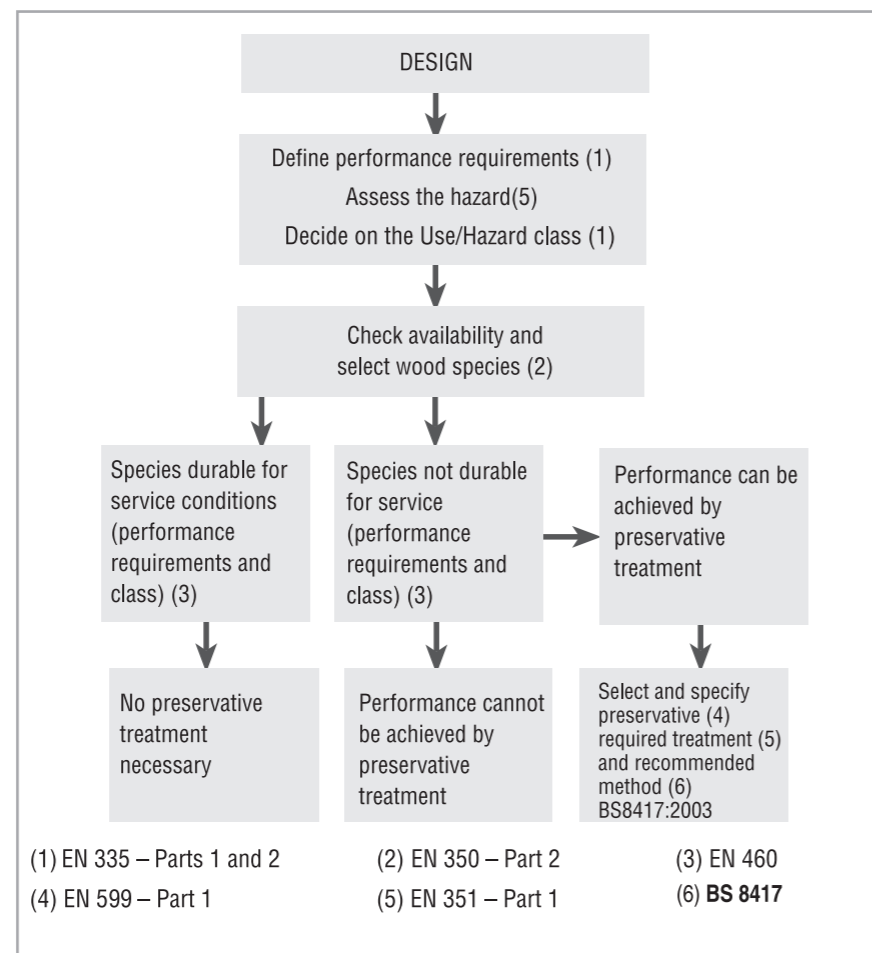 DESIGN
Define performance requirements (1)
Assess the hazard(5)
Decide on the Use/Hazard class (1)
Check availability and
select wood species (2)
Species durable for
service conditions
(performance
requirements and
class) (3)
Species not durable
for service
(performance
requirements and
class) (3)
Performance can be
achieved by
preservative
treatment
No preservative
treatment
necessary
Performance cannot
be achieved by
preservative
treatment
Select and specify
preservative (4)
required treatment (5)
and recommended
method (6)
BS8417:2003
(1) EN 335 – Parts 1 and 2
(2) EN 350 – Part 2
(3) EN 460
(4) EN 599 – Part 1
(5) EN 351 – Part 1
(6) BS 8417